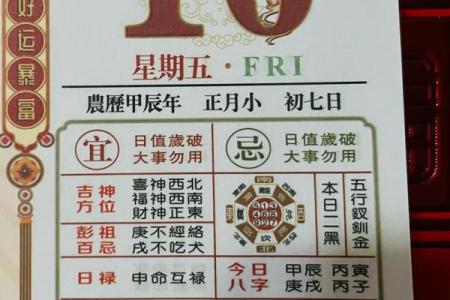 好运暴富
星期五·FRI
農歷甲辰年 正月小 初七日
宜
日值歲破
大事勿用
忌
日值歲破
大事勿用
吉神
方位
喜神西北
福神西南
財神正東
彭祖
百忌
庚不經絡
戌不吃犬
日禄
申命互禄
五行釵釧金
本日二黑
今日
八字
甲辰 丙寅
庚戌 丙子